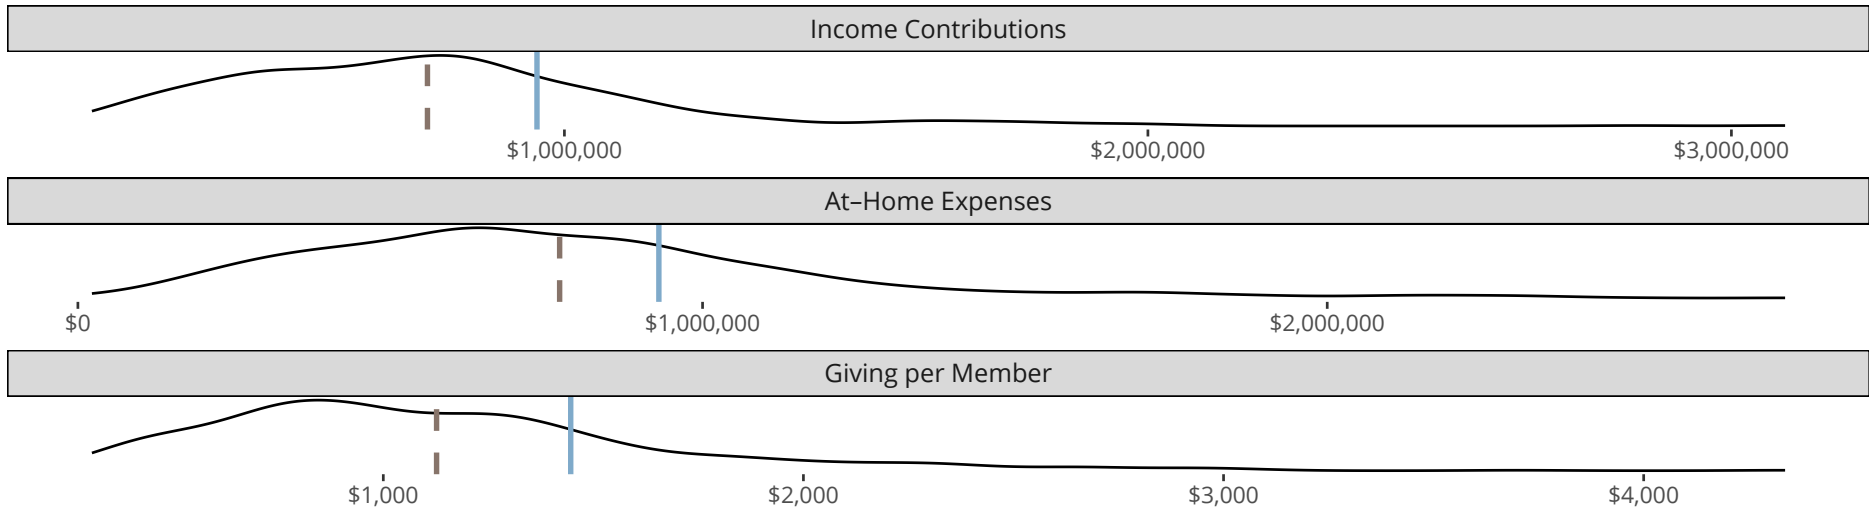 Income Contributions
$1,000,000 $2,000,000 $3,000,000
At–Home Expenses
$0 $1,000,000 $2,000,000
Giving per Member
$1,000 $2,000 $3,000 $4,000